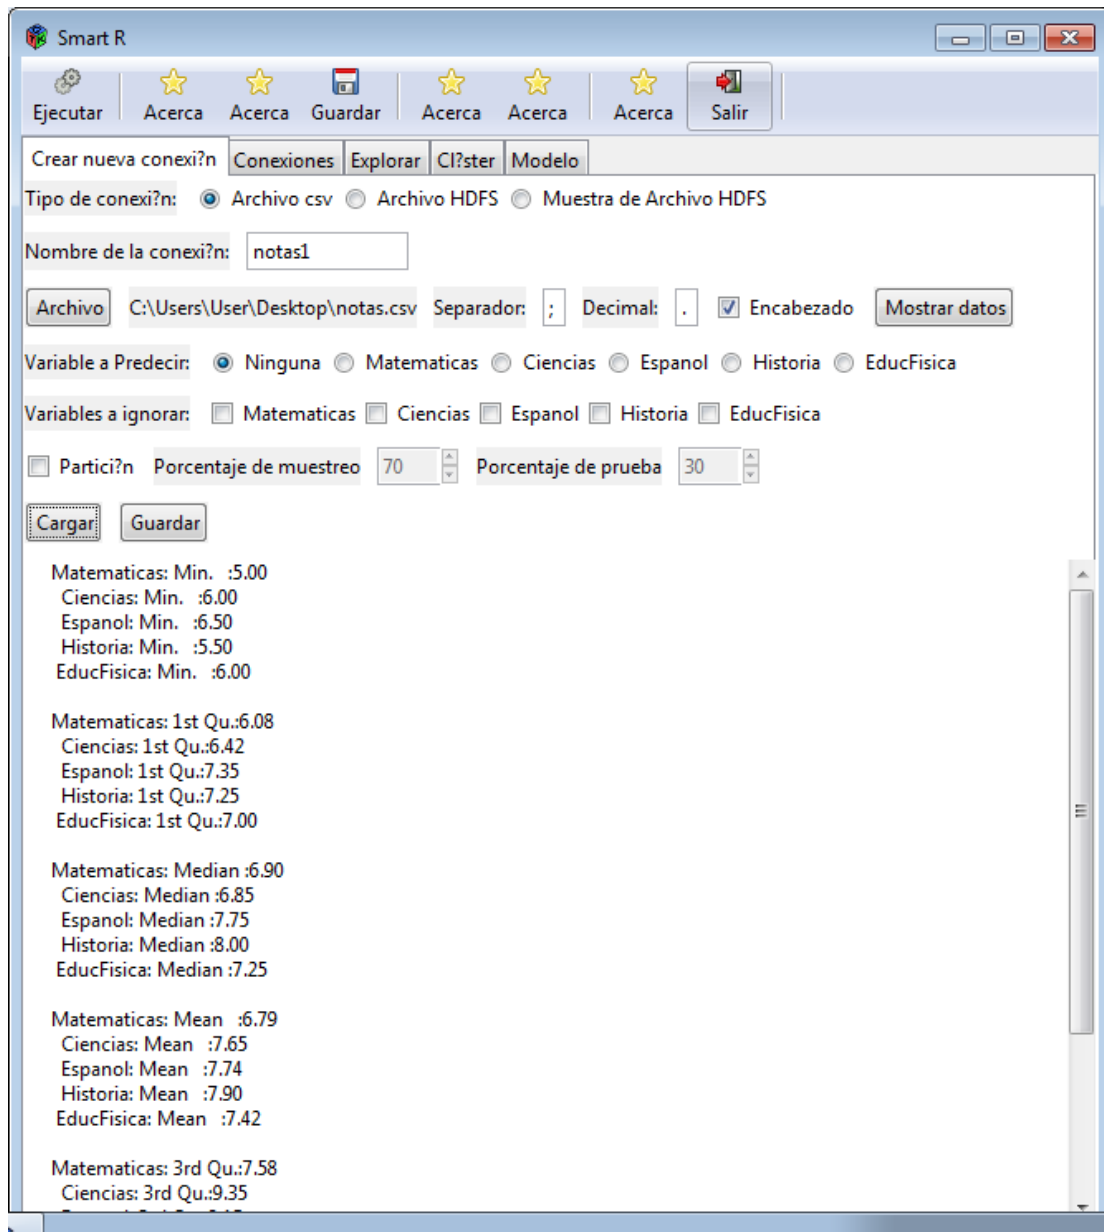 Smart R
Ejecutar Acerca Acerca Guardar Acerca Acerca Acerca Salir
Crear nueva conexi?n Conexiones Explorar Cl?ster Modelo
Tipo de conexi?n: Archivo csv Archivo HDFS Muestra de Archivo HDFS
Nombre de la conexi?n: notas1
Archivo C:\Users\User\Desktop\notas.csv Separador: ; Decimal: . Encabezado Mostrar datos
Variable a Predecir: Ninguna Matematicas Ciencias Espanol Historia EducFisica
Variables a ignorar: Matematicas Ciencias Espanol Historia EducFisica
Partici?n Porcentaje de muestreo 70 Porcentaje de prueba 30
Cargar Guardar
Matematicas: Min. :5.00
Ciencias: Min. :6.00
Espanol: Min. :6.50
Historia: Min. :5.50
EducFisica: Min. :6.00
Matematicas: 1st Qu.:6.08
Ciencias: 1st Qu.:6.42
Espanol: 1st Qu.:7.35
Historia: 1st Qu.:7.25
EducFisica: 1st Qu.:7.00
Matematicas: Median :6.90
Ciencias: Median :6.85
Espanol: Median :7.75
Historia: Median :8.00
EducFisica: Median :7.25
Matematicas: Mean :6.79
Ciencias: Mean :7.65
Espanol: Mean :7.74
Historia: Mean :7.90
EducFisica: Mean :7.42
Matematicas: 3rd Qu.:7.58
Ciencias: 3rd Qu.:9.35